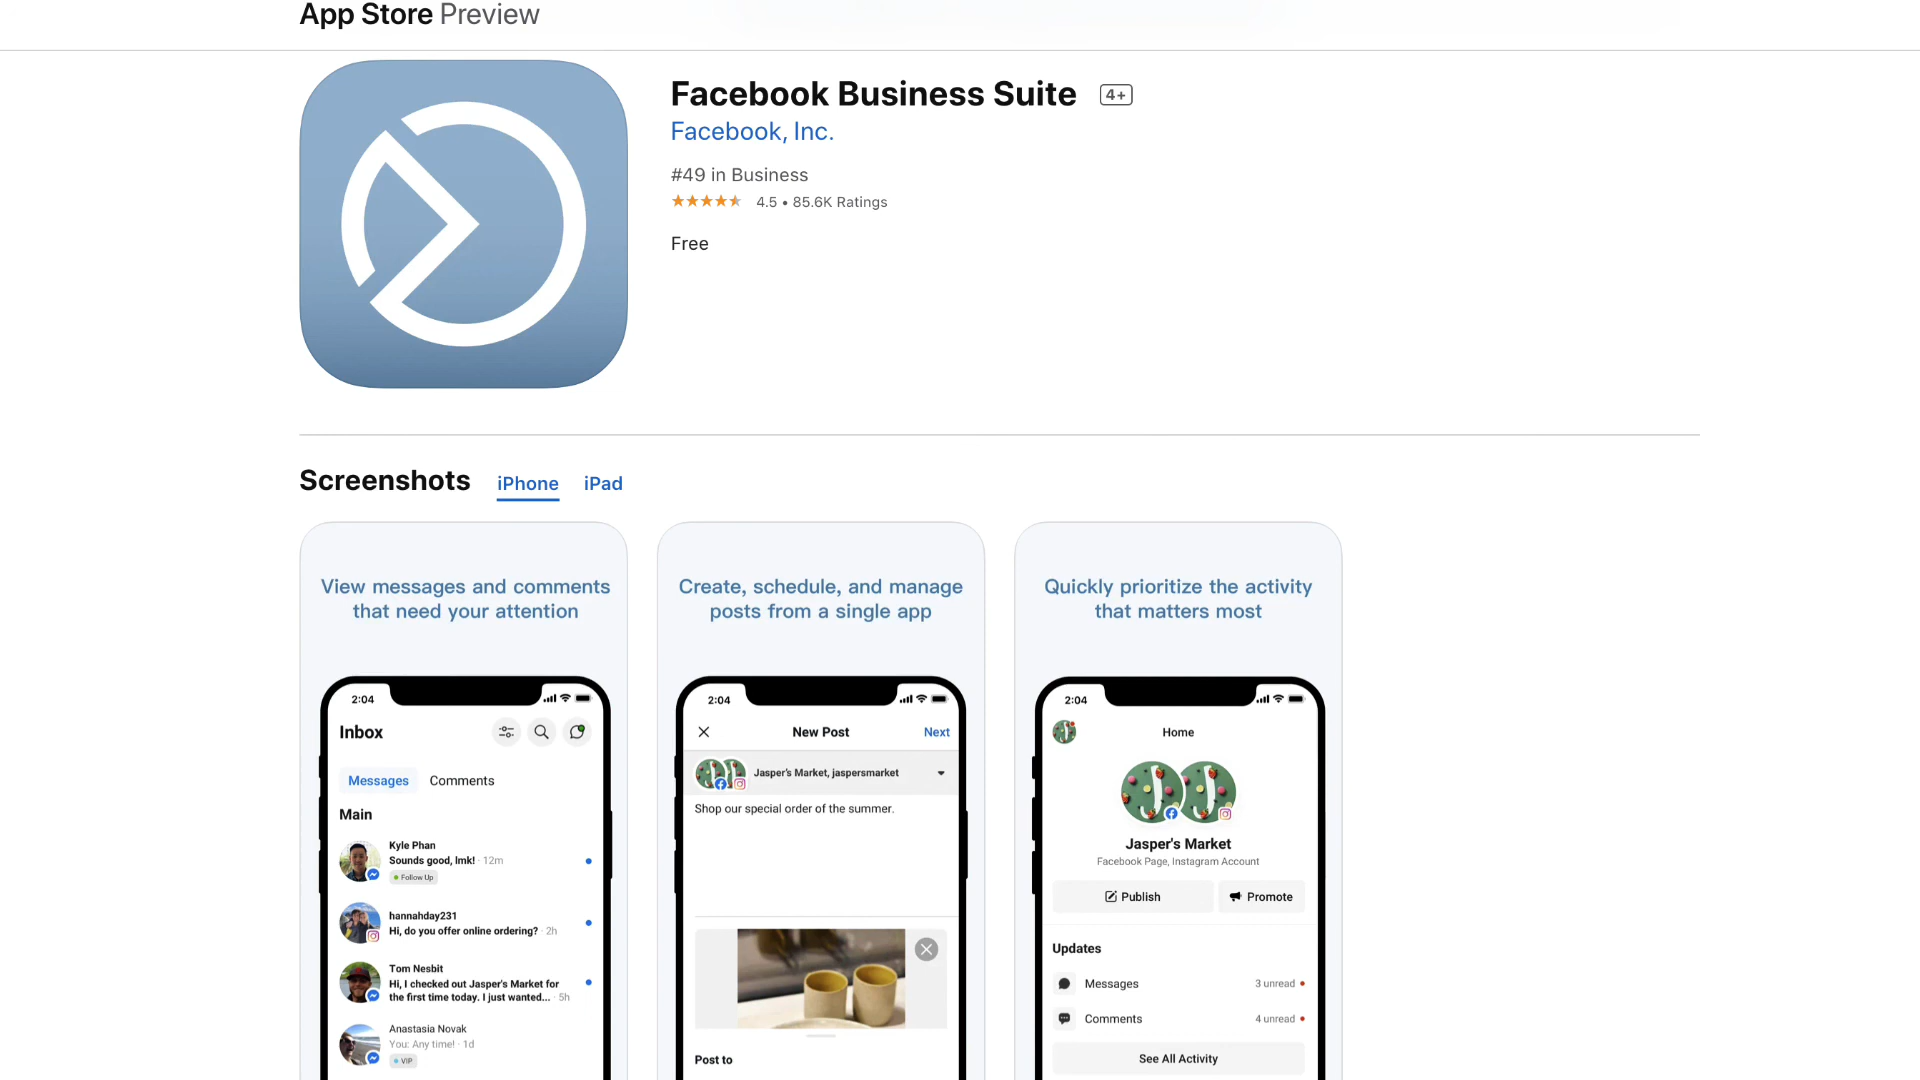 App Store Preview
Facebook Business Suite 4+
Facebook, Inc.
#49 in Business
4.5 • 85.6K Ratings
Free
Screenshots iPhone iPad
View messages and comments
that need your attention
2:04
Inbox
Messages Comments
Main
Kyle Phan
Sounds good, lmk! · 12m
Follow Up
hannahday231
Hi, do you offer online ordering? · 2h
Tom Nesbit
Hi, I checked out Jasper's Market for
the first time today. I just wanted... · 5h
Anastasia Novak
You: Any time! · 1d
VIP
Create, schedule, and manage
posts from a single app
2:04
New Post Next
Jasper's Market, jaspersmarket
Shop our special order of the summer.
Post to
Quickly prioritize the activity
that matters most
2:04
Home
Jasper's Market
Facebook Page, Instagram Account
Publish Promote
Updates
Messages 3 unread
Comments 4 unread
See All Activity